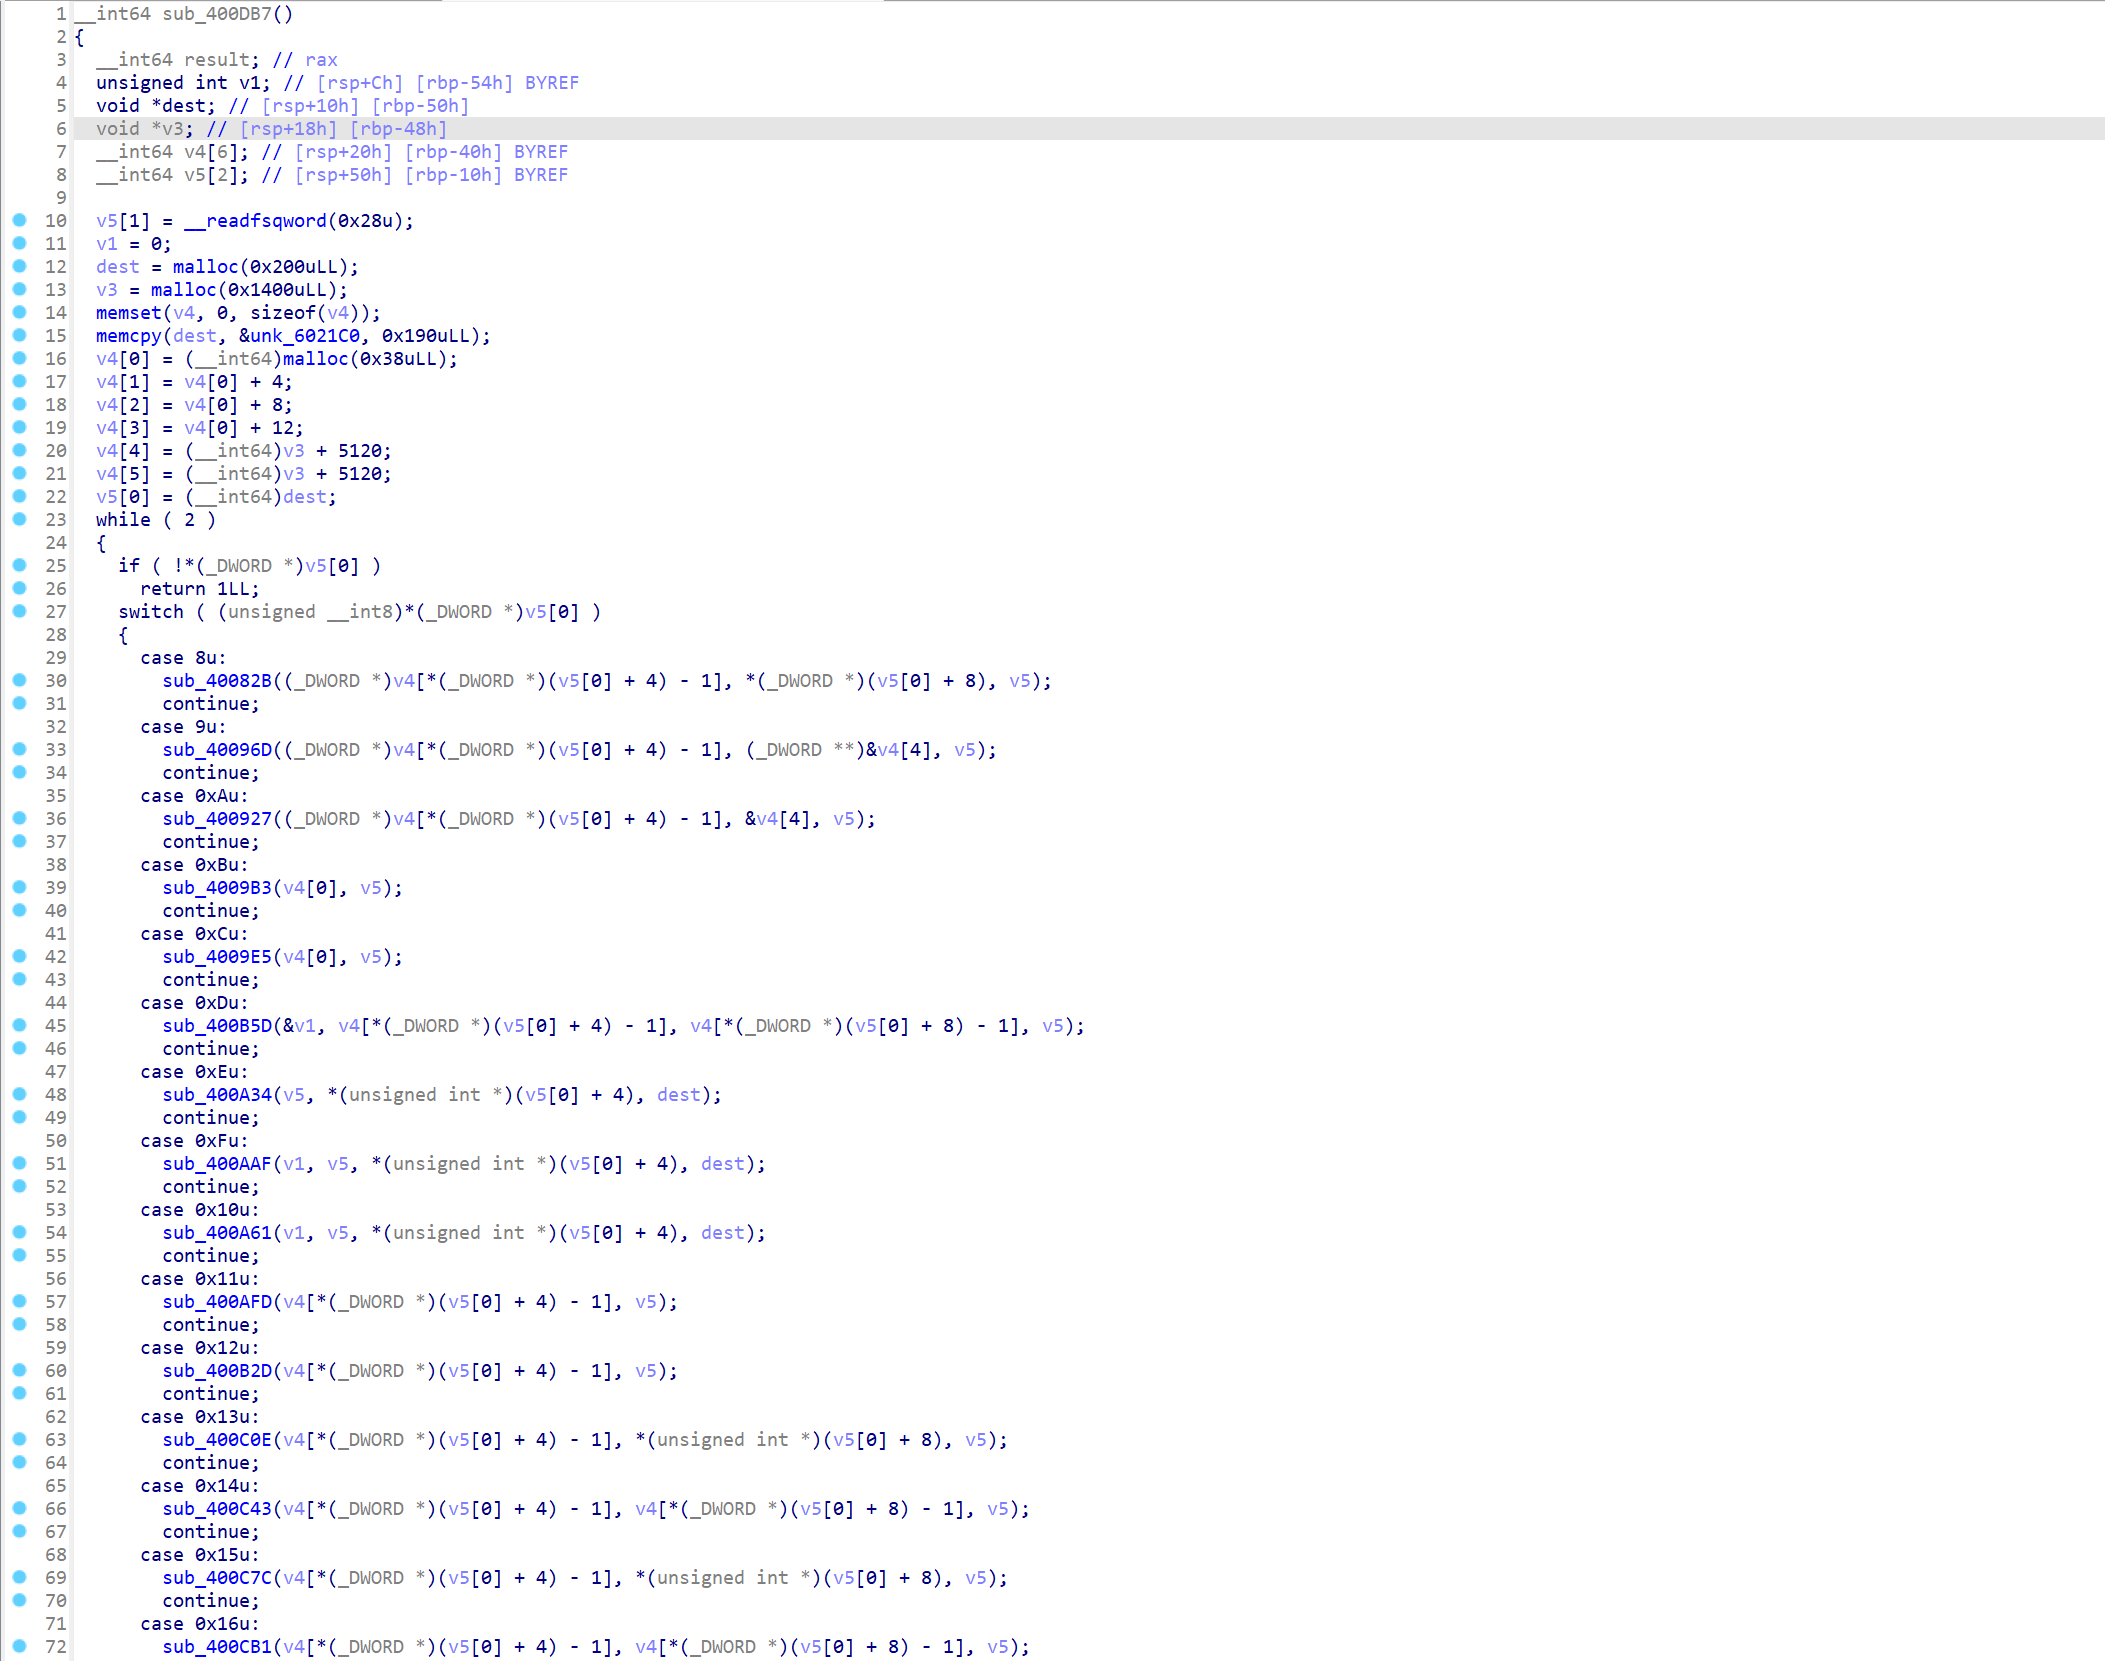 1 __int64 sub_400DB7()
2 {
3   __int64 result; // rax
4   unsigned int v1; // [rsp+Ch] [rbp-54h] BYREF
5   void *dest; // [rsp+10h] [rbp-50h]
6   void *v3; // [rsp+18h] [rbp-48h]
7   __int64 v4[6]; // [rsp+20h] [rbp-40h] BYREF
8   __int64 v5[2]; // [rsp+50h] [rbp-10h] BYREF
9
10   v5[1] = __readfsqword(0x28u);
11   v1 = 0;
12   dest = malloc(0x200uLL);
13   v3 = malloc(0x1400uLL);
14   memset(v4, 0, sizeof(v4));
15   memcpy(dest, &unk_6021C0, 0x190uLL);
16   v4[0] = (__int64)malloc(0x38uLL);
17   v4[1] = v4[0] + 4;
18   v4[2] = v4[0] + 8;
19   v4[3] = v4[0] + 12;
20   v4[4] = (__int64)v3 + 5120;
21   v4[5] = (__int64)v3 + 5120;
22   v5[0] = (__int64)dest;
23   while ( 2 )
24   {
25     if ( !*(_DWORD *)v5[0] )
26       return 1LL;
27     switch ( (unsigned __int8)*(_DWORD *)v5[0] )
28     {
29       case 8u:
30         sub_40082B((_DWORD *)v4[*(_DWORD *)(v5[0] + 4) - 1], *(_DWORD *)(v5[0] + 8), v5);
31         continue;
32       case 9u:
33         sub_40096D((_DWORD *)v4[*(_DWORD *)(v5[0] + 4) - 1], (_DWORD **)&v4[4], v5);
34         continue;
35       case 0xAu:
36         sub_400927((_DWORD *)v4[*(_DWORD *)(v5[0] + 4) - 1], &v4[4], v5);
37         continue;
38       case 0xBu:
39         sub_4009B3(v4[0], v5);
40         continue;
41       case 0xCu:
42         sub_4009E5(v4[0], v5);
43         continue;
44       case 0xDu:
45         sub_400B5D(&v1, v4[*(_DWORD *)(v5[0] + 4) - 1], v4[*(_DWORD *)(v5[0] + 8) - 1], v5);
46         continue;
47       case 0xEu:
48         sub_400A34(v5, *(unsigned int *)(v5[0] + 4), dest);
49         continue;
50       case 0xFu:
51         sub_400AAF(v1, v5, *(unsigned int *)(v5[0] + 4), dest);
52         continue;
53       case 0x10u:
54         sub_400A61(v1, v5, *(unsigned int *)(v5[0] + 4), dest);
55         continue;
56       case 0x11u:
57         sub_400AFD(v4[*(_DWORD *)(v5[0] + 4) - 1], v5);
58         continue;
59       case 0x12u:
60         sub_400B2D(v4[*(_DWORD *)(v5[0] + 4) - 1], v5);
61         continue;
62       case 0x13u:
63         sub_400C0E(v4[*(_DWORD *)(v5[0] + 4) - 1], *(unsigned int *)(v5[0] + 8), v5);
64         continue;
65       case 0x14u:
66         sub_400C43(v4[*(_DWORD *)(v5[0] + 4) - 1], v4[*(_DWORD *)(v5[0] + 8) - 1], v5);
67         continue;
68       case 0x15u:
69         sub_400C7C(v4[*(_DWORD *)(v5[0] + 4) - 1], *(unsigned int *)(v5[0] + 8), v5);
70         continue;
71       case 0x16u:
72         sub_400CB1(v4[*(_DWORD *)(v5[0] + 4) - 1], v4[*(_DWORD *)(v5[0] + 8) - 1], v5);